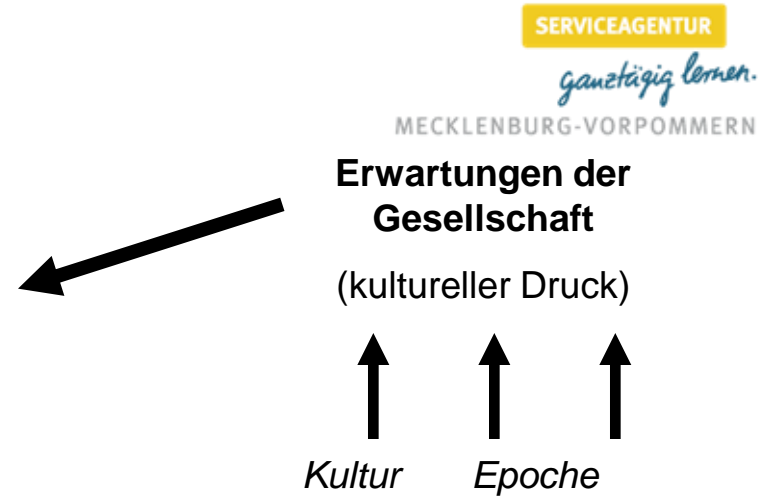 SERVICEAGENTUR
ganztägig lernen.
MECKLENBURG-VORPOMMERN
Erwartungen der
Gesellschaft
(kultureller Druck)
Kultur Epoche